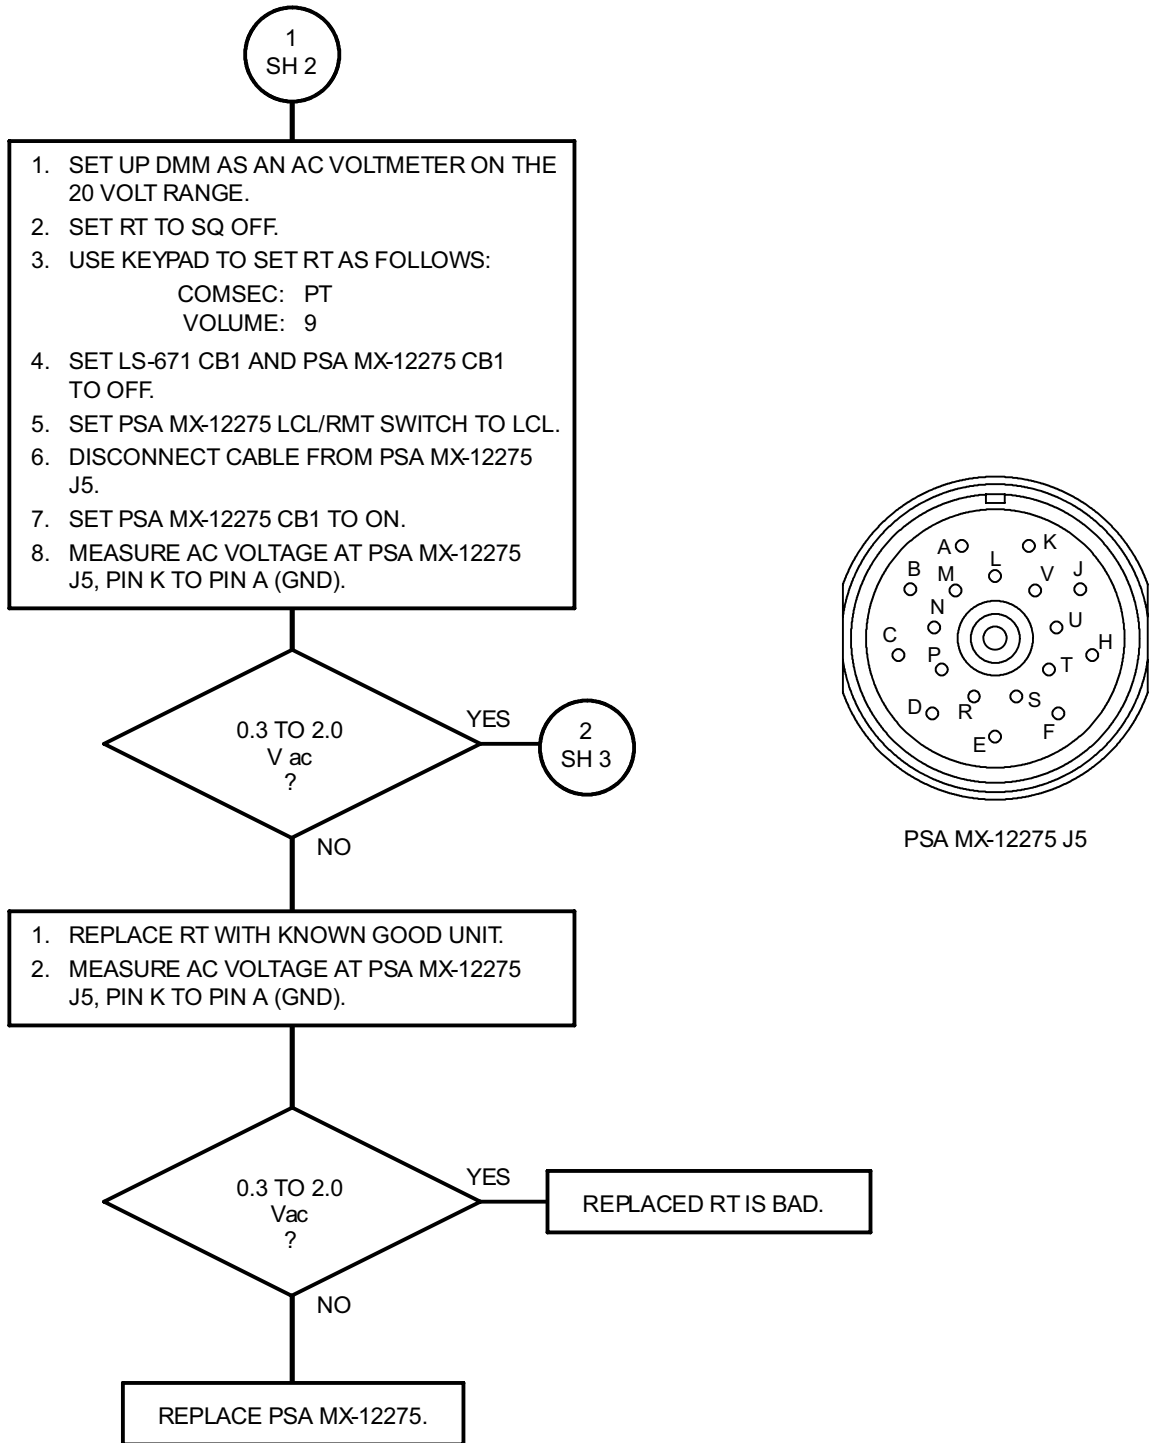 1
SH 2
1. SET UP DMM AS AN AC VOLTMETER ON THE
20 VOLT RANGE.
2. SET RT TO SQ OFF.
3. USE KEYPAD TO SET RT AS FOLLOWS:
COMSEC: PT
VOLUME: 9
4. SET LS-671 CB1 AND PSA MX-12275 CB1
TO OFF.
5. SET PSA MX-12275 LCL/RMT SWITCH TO LCL.
6. DISCONNECT CABLE FROM PSA MX-12275
J5.
7. SET PSA MX-12275 CB1 TO ON.
8. MEASURE AC VOLTAGE AT PSA MX-12275
J5, PIN K TO PIN A (GND).
0.3 TO 2.0
V ac
?
YES
2
SH 3
NO
1. REPLACE RT WITH KNOWN GOOD UNIT.
2. MEASURE AC VOLTAGE AT PSA MX-12275
J5, PIN K TO PIN A (GND).
0.3 TO 2.0
Vac
?
YES
REPLACED RT IS BAD.
NO
REPLACE PSA MX-12275.
A
K
L
B
M
V
J
N
U
C
P
T
H
D
R
S
F
E
PSA MX-12275 J5